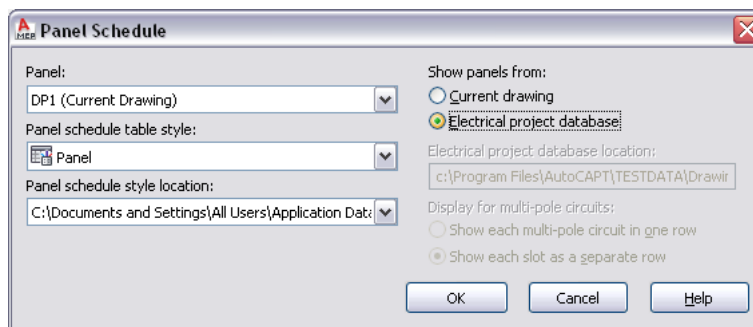 MEP Panel Schedule
Panel:
DP1 (Current Drawing)
Panel schedule table style:
Panel
Panel schedule style location:
C:\Documents and Settings\All Users\Application Data
Show panels from:
Current drawing
Electrical project database
Electrical project database location:
c:\Program Files\AutoCAPT\TESTDATA\Drawin
Display for multi-pole circuits:
Show each multi-pole circuit in one row
Show each slot as a separate row
OK Cancel Help